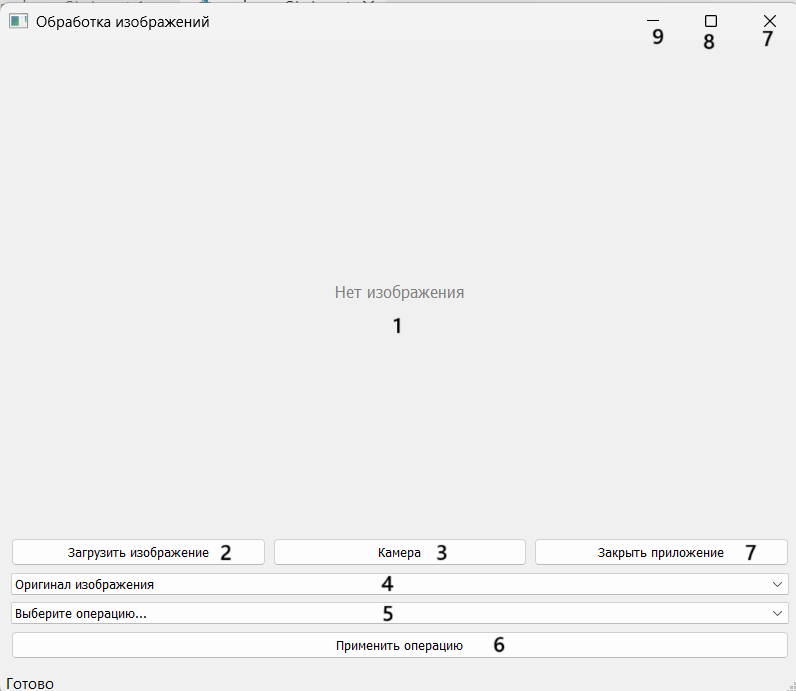 Обработка изображений
9 8 7
Нет изображения
1
Загрузить изображение 2 Камера 3 Закрыть приложение 7
Оригинал изображения 4
Выберите операцию... 5
Применить операцию 6
Готово